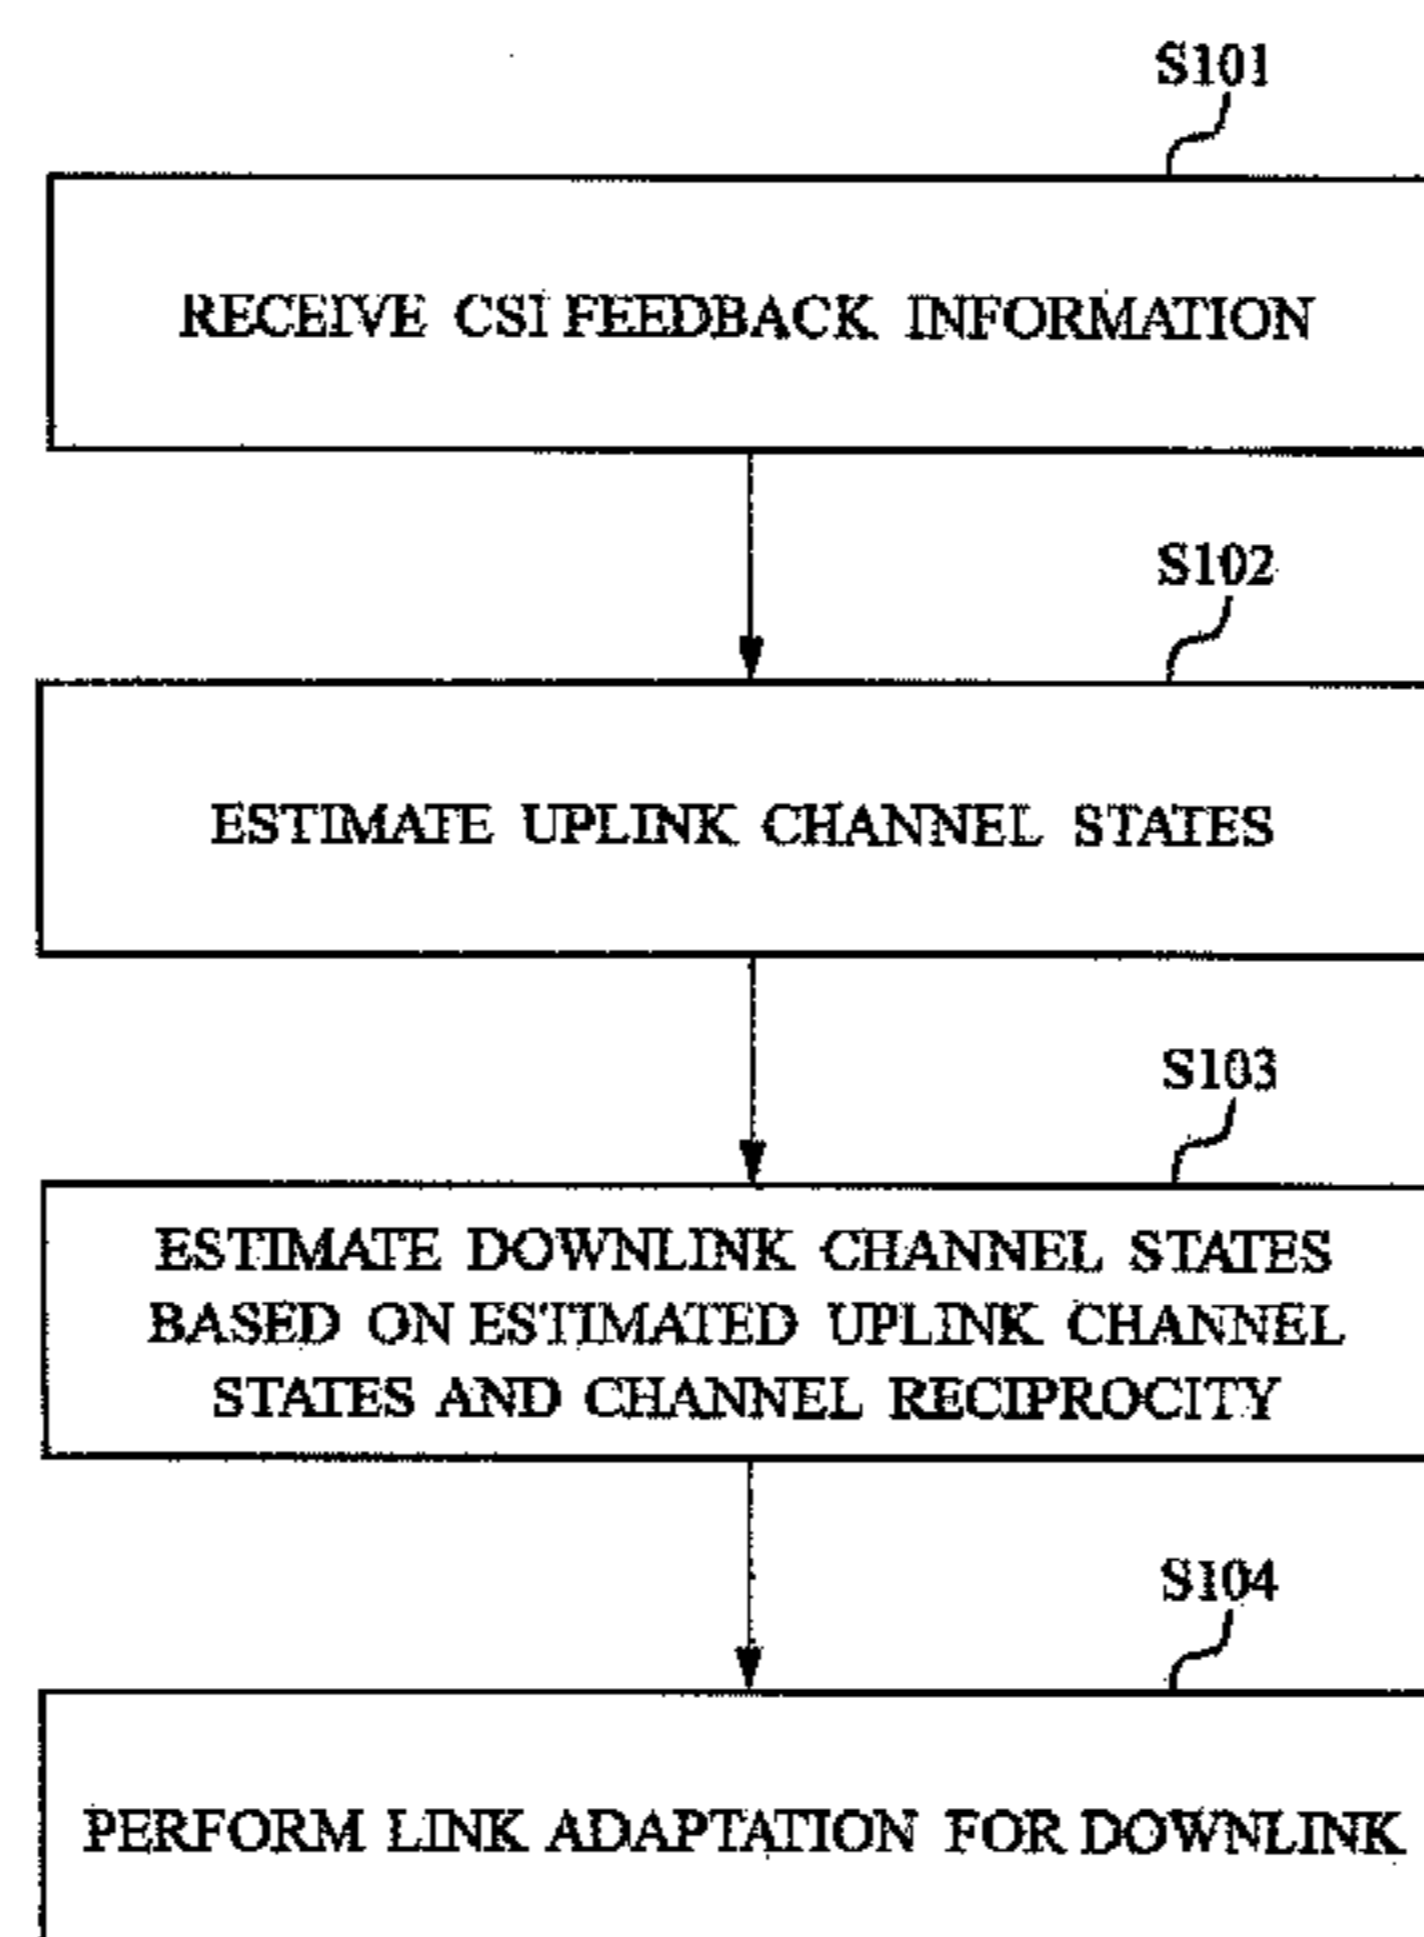 S101
RECEIVE CSI FEEDBACK INFORMATION
S102
ESTIMATE UPLINK CHANNEL STATES
S103
ESTIMATE DOWNLINK CHANNEL STATES
BASED ON ESTIMATED UPLINK CHANNEL
STATES AND CHANNEL RECIPROCITY
S104
PERFORM LINK ADAPTATION FOR DOWNLINK